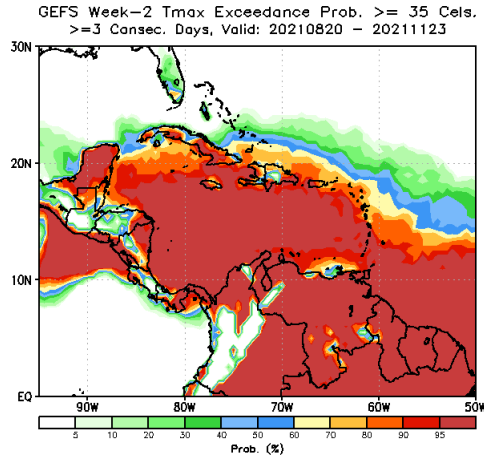 GEFS Week-2 Tmax Exceedance Prob. >= 35 Cels.
>=3 Cansec. Days, Valid: 20210820 - 20211123
30N
20N
10N
EQ
90W 80W 70W 60W 50W
5 10 20 30 40 50 60 70 80 90 95
Prob. (%)